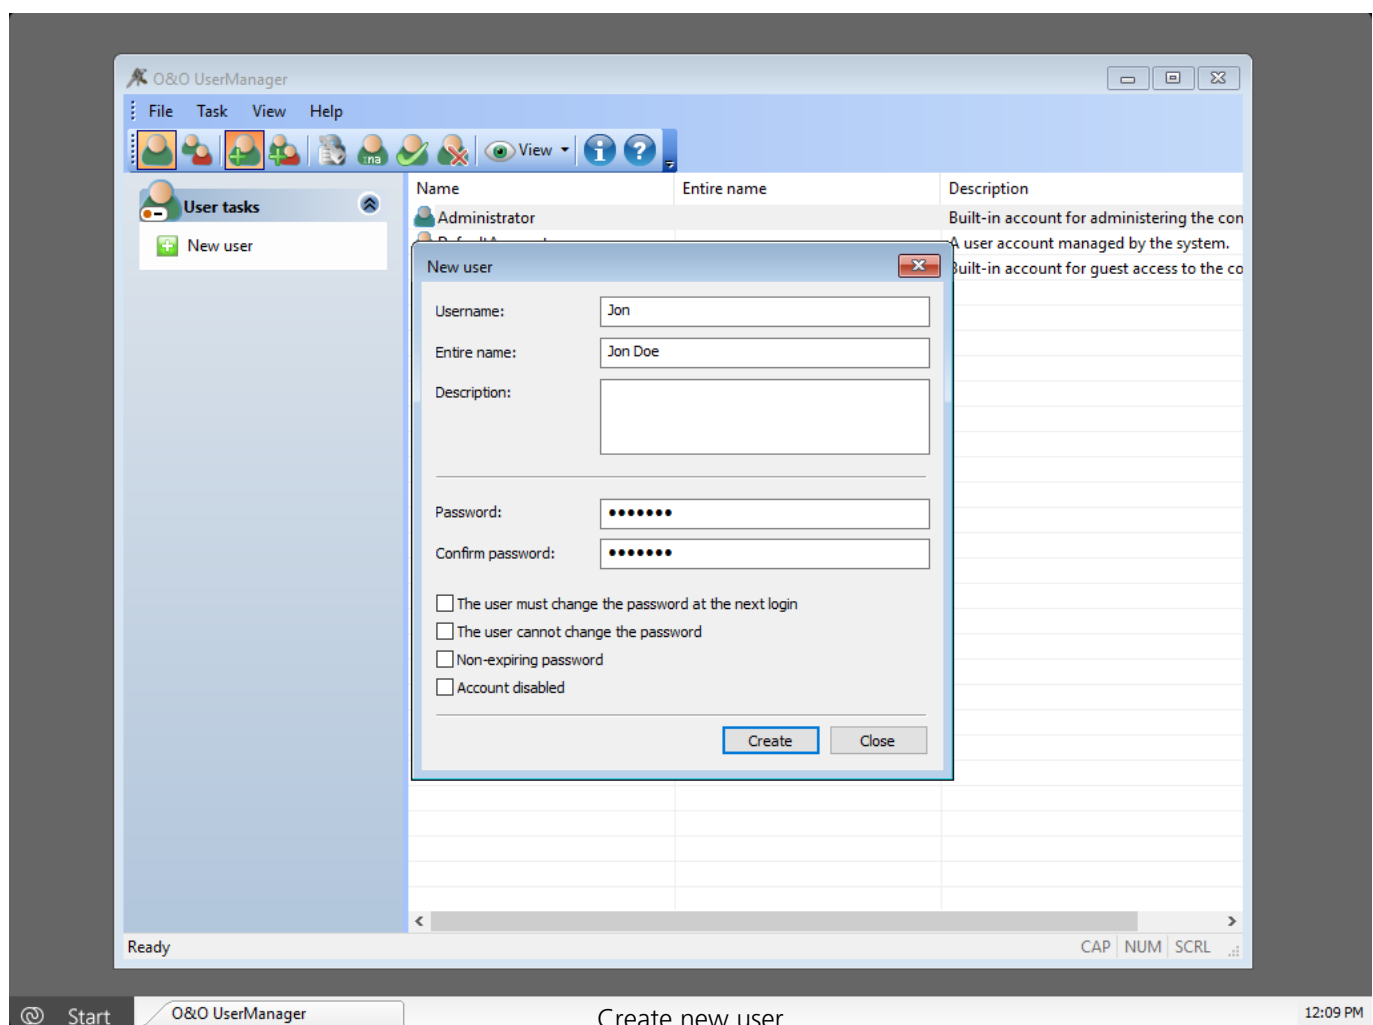 O&O UserManager
File Task View Help
:na
View
Name Entire name Description
User tasks
Administrator Built-in account for administering the con
New user
A user account managed by the system.
New user
Built-in account for guest access to the co
Username: Jon
Entire name: Jon Doe
Description:
Password: •••••••
Confirm password: •••••••
The user must change the password at the next login
The user cannot change the password
Non-expiring password
Account disabled
Create Close
Ready CAP NUM SCRL
Start O&O UserManager Create new user 12:09 PM